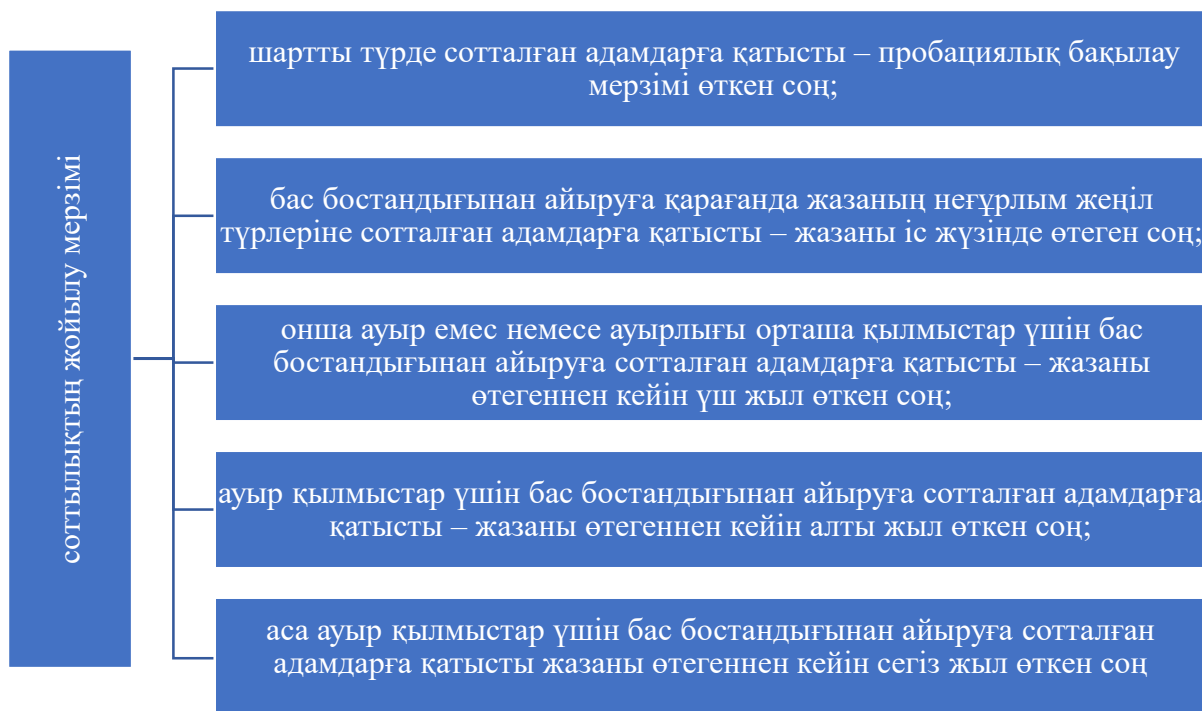 соттылықтың жойылу мерзімі
шартты түрде сотталған адамдарға қатысты – пробациялық бақылау
мерзімі өткен соң;
бас бостандығынан айыруға қарағанда жазаның неғұрлым жеңіл
түрлеріне сотталған адамдарға қатысты – жазаны іс жүзінде өтеген соң;
онша ауыр емес немесе ауырлығы орташа қылмыстар үшін бас
бостандығынан айыруға сотталған адамдарға қатысты – жазаны
өтегеннен кейін үш жыл өткен соң;
ауыр қылмыстар үшін бас бостандығынан айыруға сотталған адамдарға
қатысты – жазаны өтегеннен кейін алты жыл өткен соң;
аса ауыр қылмыстар үшін бас бостандығынан айыруға сотталған
адамдарға қатысты жазаны өтегеннен кейін сегіз жыл өткен соң